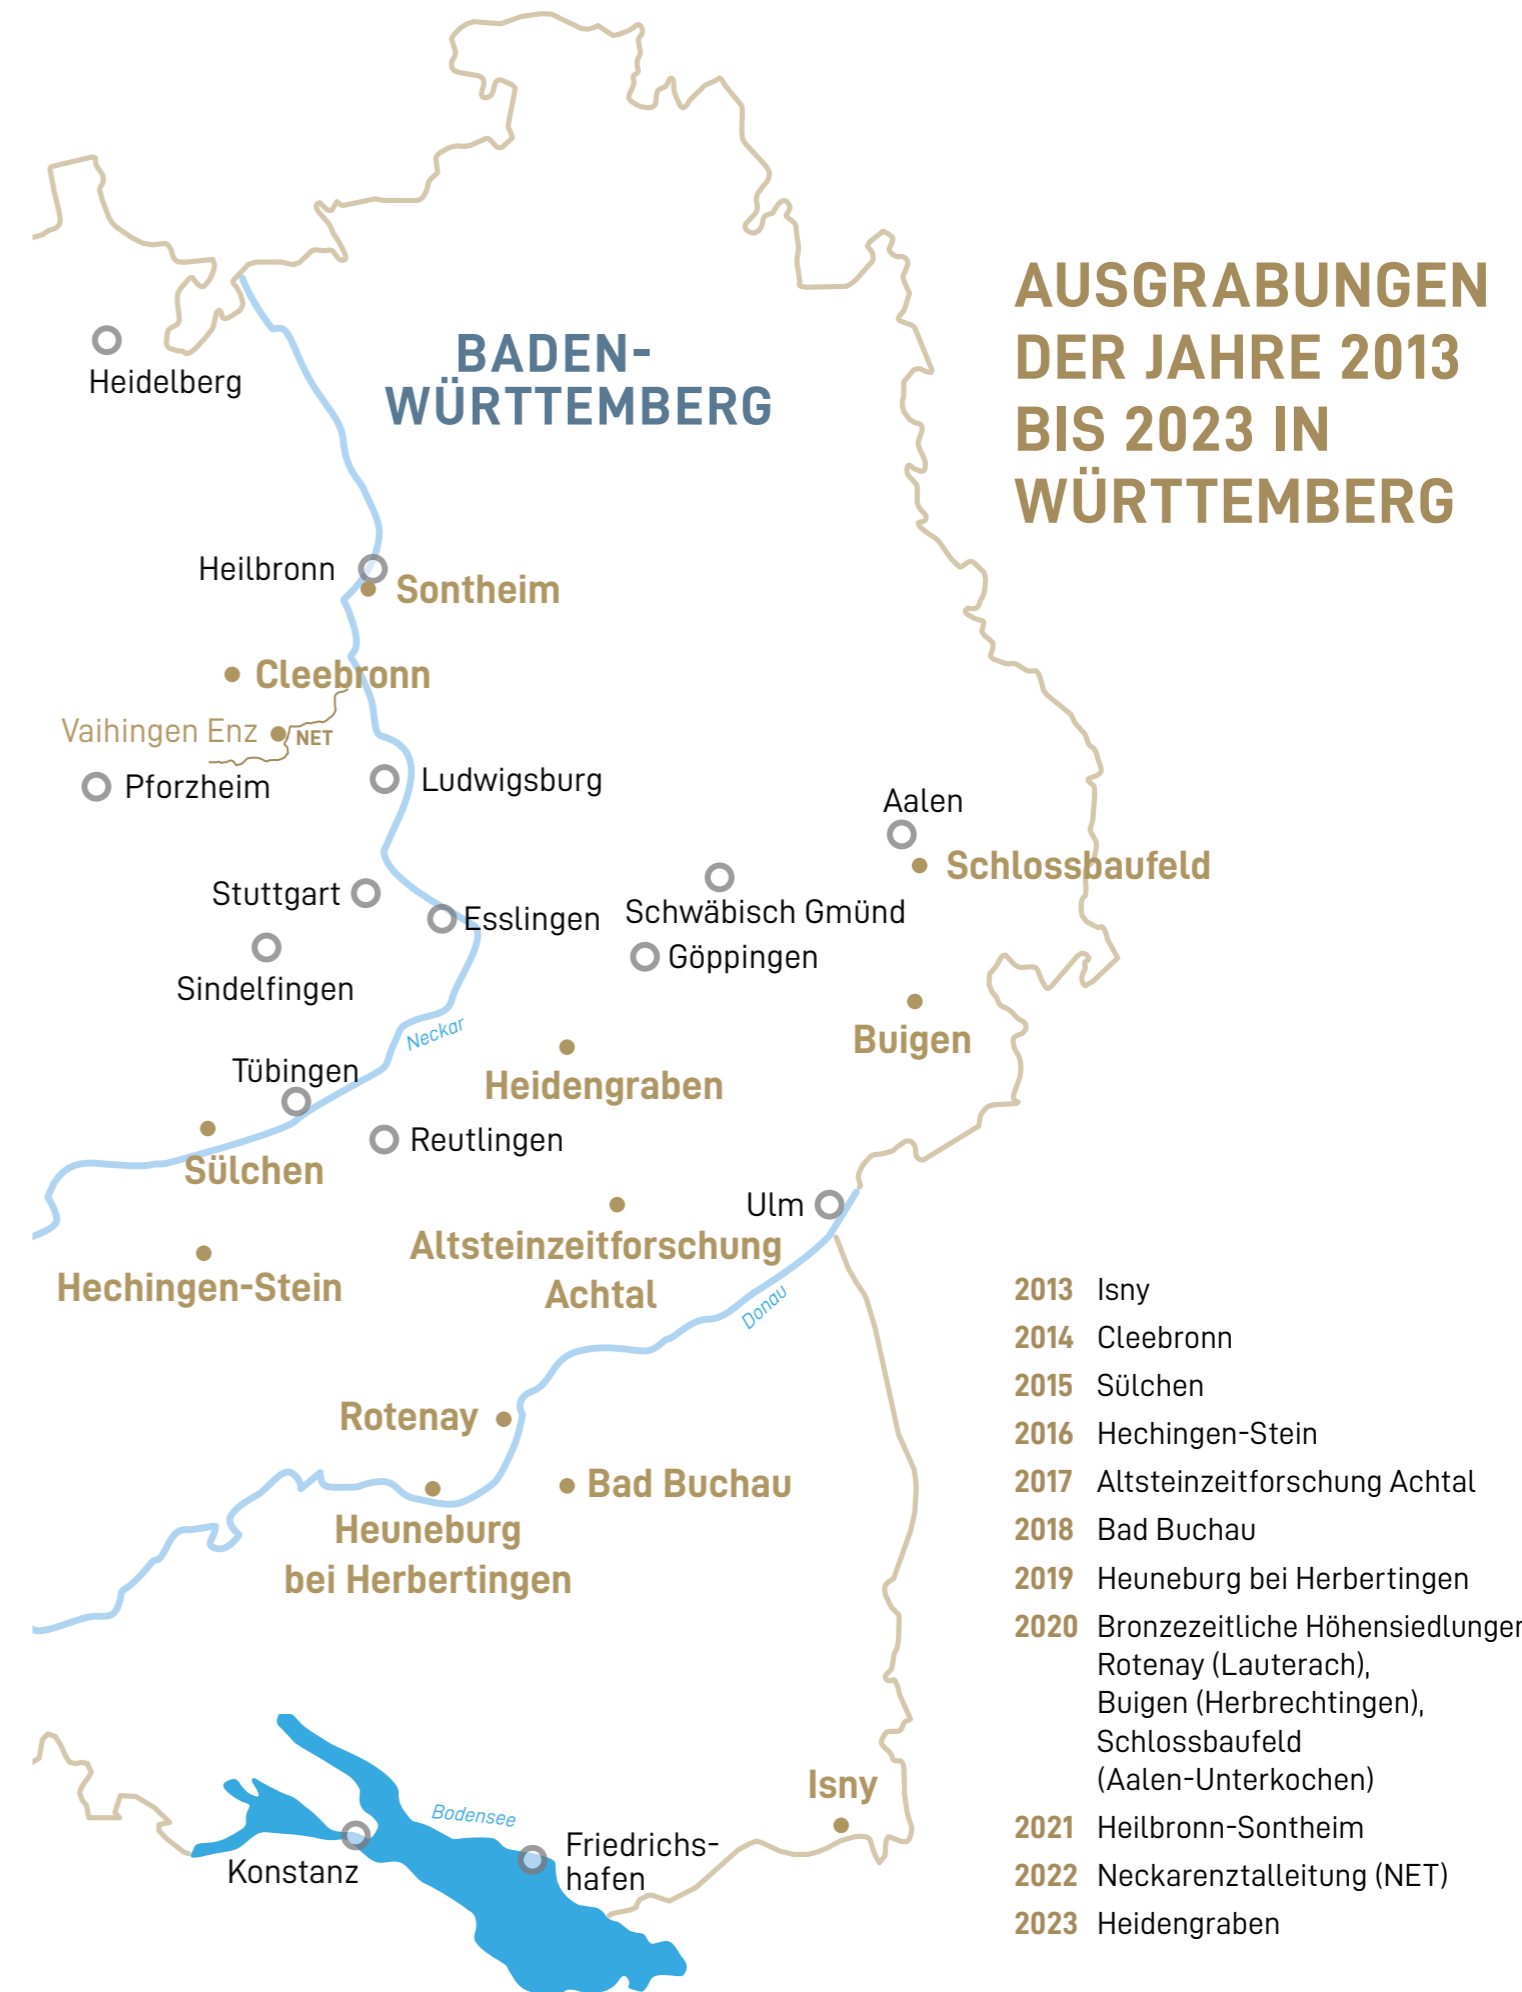 BADEN-
WÜRTTEMBERG
AUSGRABUNGEN
DER JAHRE 2013
BIS 2023 IN
WÜRTTEMBERG
Heidelberg
Heilbronn
Sontheim
Cleebronn
Vaihingen Enz
NET
Pforzheim
Ludwigsburg
Aalen
Schlossbaufeld
Stuttgart
Esslingen
Schwäbisch Gmünd
Göppingen
Sindelfingen
Neckar
Buigen
Tübingen
Heidengraben
Reutlingen
Sülchen
Ulm
Altsteinzeitforschung
Achtal
Hechingen-Stein
Donau
Rotenay
Bad Buchau
Heuneburg
bei Herbertingen
Isny
Bodensee
Friedrichs-
hafen
Konstanz
2013 Isny
2014 Cleebronn
2015 Sülchen
2016 Hechingen-Stein
2017 Altsteinzeitforschung Achtal
2018 Bad Buchau
2019 Heuneburg bei Herbertingen
2020 Bronzezeitliche Höhensiedlungen
Rotenay (Lauterach),
Buigen (Herbrechtingen),
Schlossbaufeld
(Aalen-Unterkochen)
2021 Heilbronn-Sontheim
2022 Neckarenztalleitung (NET)
2023 Heidengraben